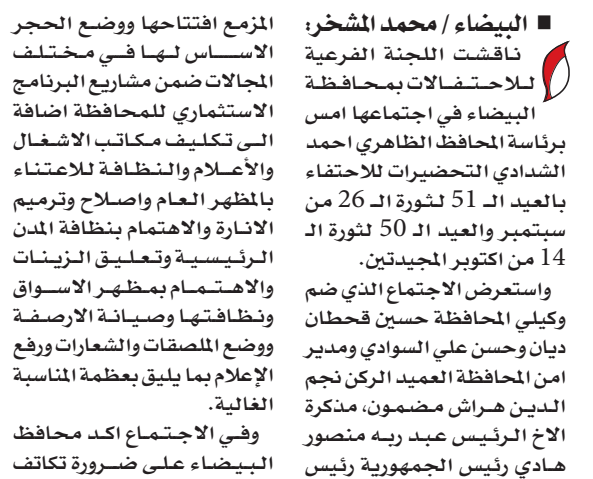 ■ البيضاء / محمد المشخر:
ناقشت اللجنة الفرعية
للاحتفالات بمحافظة
البيضاء في اجتماعها امس
برئاسة المحافظ الظاهري احمد
الشدادي التحضيرات للاحتفاء
بالعيد الـ 51 لثورة الـ 26 من
سبتمبر والعيد الـ 50 لثورة الـ
14 من اكتوبر المجيدتين.
واستعرض الاجتماع الذي ضم
وكيلي المحافظة حسين قحطان
ديان وحسن علي السوادي ومدير
امن المحافظة العميد الركن نجم
الدين هراش مضمون، مذكرة
الاخ الرئيس عبد ربه منصور
هادي رئيس الجمهورية رئيس
المزمع افتتاحها ووضع الحجر
الاساس لها في مختلف
المجالات ضمن مشاريع البرنامج
الاستثماري للمحافظة اضافة
الى تكليف مكاتب الاشغال
والأعلام والنظافة للاعتناء
بالمظهر العام واصلاح وترميم
الانارة والاهتمام بنظافة المدن
الرئيسية وتعليق الزينات
والاهتمام بمظهر الاسواق
ونظافتها وصيانة الارصفة
ووضع الملصقات والشعارات ورفع
الإعلام بما يليق بعظمة المناسبة
الغالية.
وفي الاجتماع اكد محافظ
البيضاء على ضرورة تكاتف